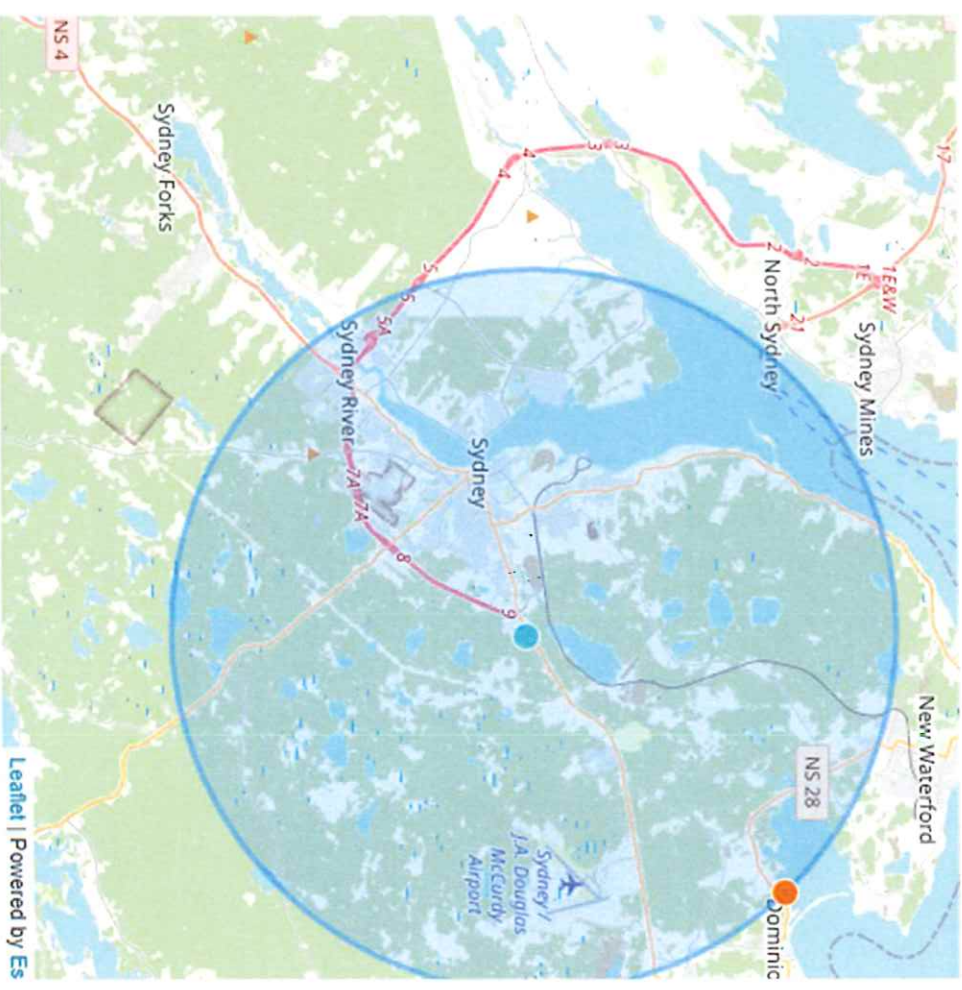 17
New Waterford
1E&W
Sydney Mines
1E
NS 28
2
21
2
North Sydney
Dominic
3
3
4
4
9
Sydney /
J.A. Douglas
McCurdy
Airport
Sydney
5
5
8
5A
7A 7A
Sydney River
Sydney Forks
NS 4
Leaflet | Powered by Es